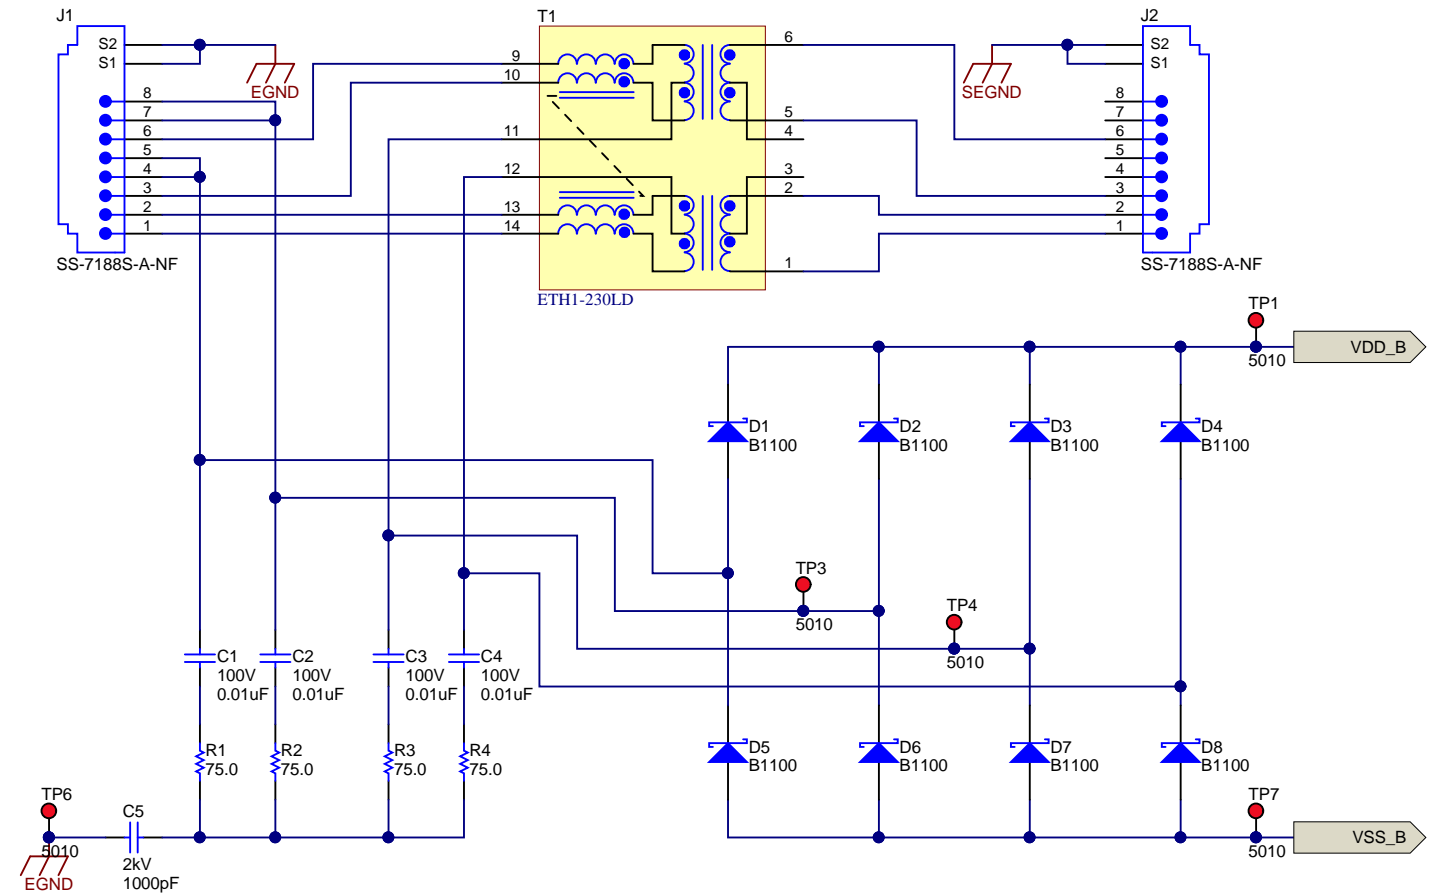 J1
T1
J2
S2
S1
EGND
8
7
6
5
4
3
2
1
SS-7188S-A-NF
9
10
11
12
13
14
6
5
4
3
2
1
ETH1-230LD
SEGND
S2
S1
8
7
6
5
4
3
2
1
SS-7188S-A-NF
TP1
5010
VDD_B
D1
B1100
D2
B1100
D3
B1100
D4
B1100
TP3
5010
TP4
5010
C1
100V
0.01uF
C2
100V
0.01uF
C3
100V
0.01uF
C4
100V
0.01uF
R1
75.0
R2
75.0
R3
75.0
R4
75.0
D5
B1100
D6
B1100
D7
B1100
D8
B1100
TP6
5010
EGND
C5
2kV
1000pF
TP7
5010
VSS_B